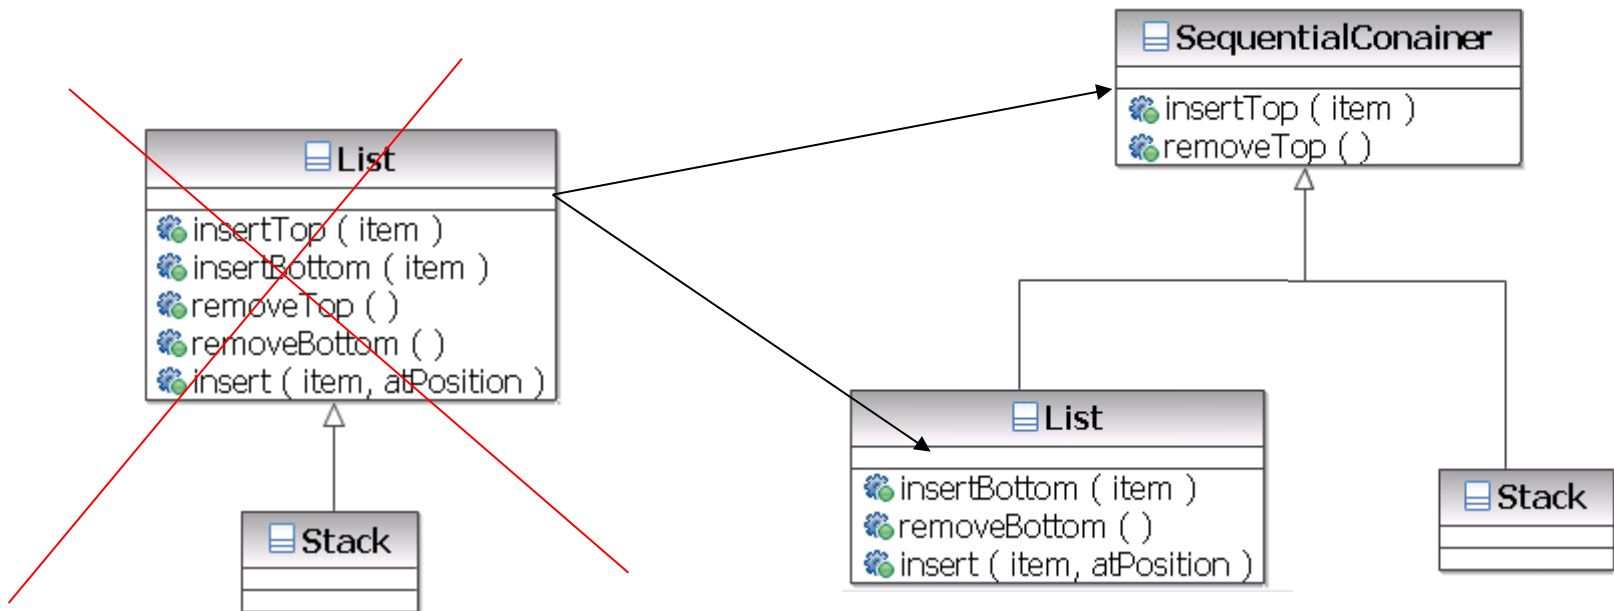 List
insertTop ( item )
insertBottom ( item )
removeTop ( )
removeBottom ( )
insert ( item, atPosition )
Stack
SequentialConainer
insertTop ( item )
removeTop ( )
List
insertBottom ( item )
removeBottom ( )
insert ( item, atPosition )
Stack